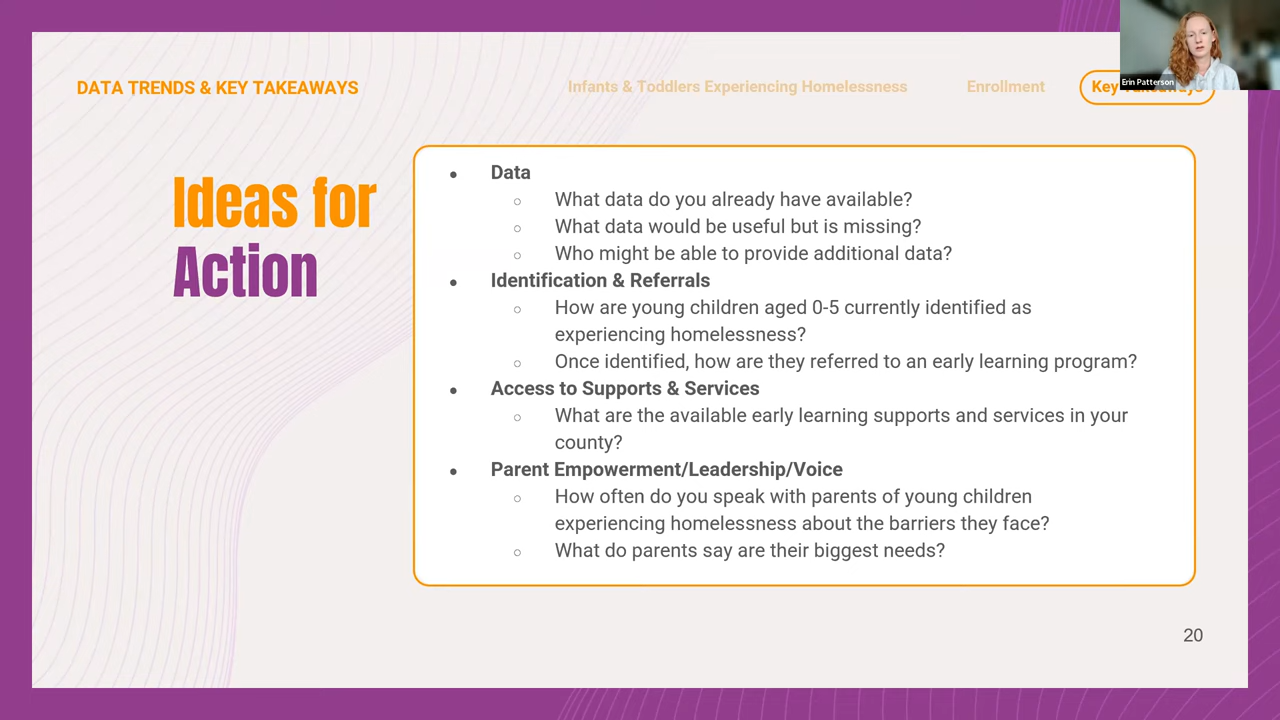 DATA TRENDS & KEY TAKEAWAYS
Infants & Toddlers Experiencing Homelessness
Enrollment
Key Takeaways
Erin Patterson
Ideas for
Action
● Data
○ What data do you already have available?
○ What data would be useful but is missing?
○ Who might be able to provide additional data?
● Identification & Referrals
○ How are young children aged 0-5 currently identified as
experiencing homelessness?
○ Once identified, how are they referred to an early learning program?
● Access to Supports & Services
○ What are the available early learning supports and services in your
county?
● Parent Empowerment/Leadership/Voice
○ How often do you speak with parents of young children
experiencing homelessness about the barriers they face?
○ What do parents say are their biggest needs?
20